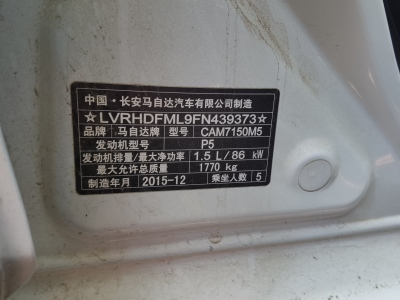 中国·长安马自达汽车有限公司制造
☆LVRHDFML9FN439373☆
品牌 马自达牌 型号 CAM7150M5
发动机型号 P5
发动机排量/最大净功率 1.5 L/86 kW
最大允许总质量 1770 kg
制造年月 2015-12 乘坐人数 5